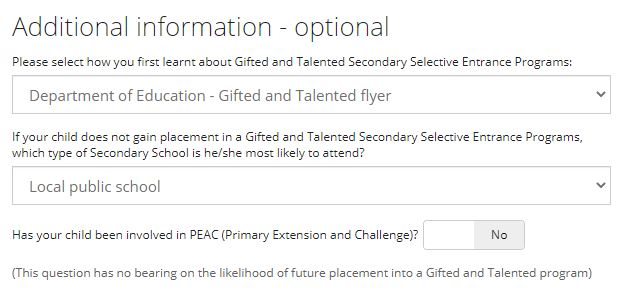 Additional information - optional
Please select how you first learnt about Gifted and Talented Secondary Selective Entrance Programs:
Department of Education - Gifted and Talented flyer
If your child does not gain placement in a Gifted and Talented Secondary Selective Entrance Programs,
which type of Secondary School is he/she most likely to attend?
Local public school
Has your child been involved in PEAC (Primary Extension and Challenge)? No
(This question has no bearing on the likelihood of future placement into a Gifted and Talented program)